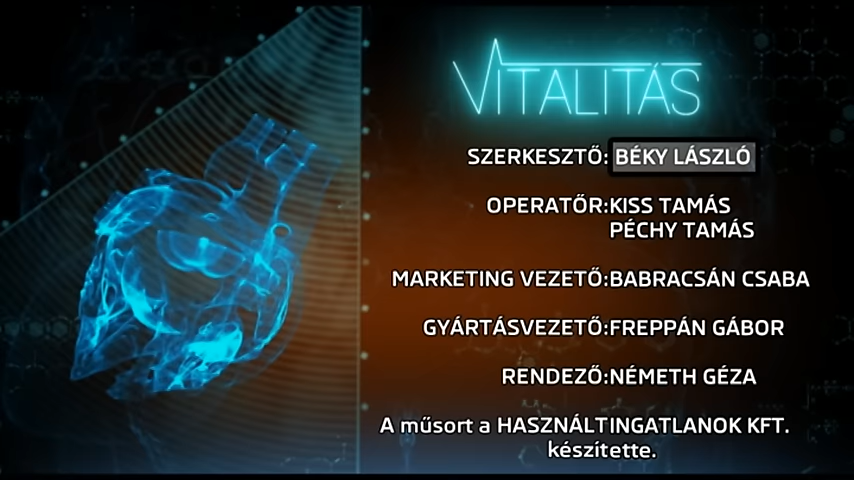 VITALITÁS
SZERKESZTŐ: BÉKY LÁSZLÓ
OPERATŐR:KISS TAMÁS
PÉCHY TAMÁS
MARKETING VEZETŐ:BABRACSÁN CSABA
GYÁRTÁSVEZETŐ:FREPPÁN GÁBOR
RENDEZŐ:NÉMETH GÉZA
A műsort a HASZNÁLTINGATLANOK KFT.
készítette.